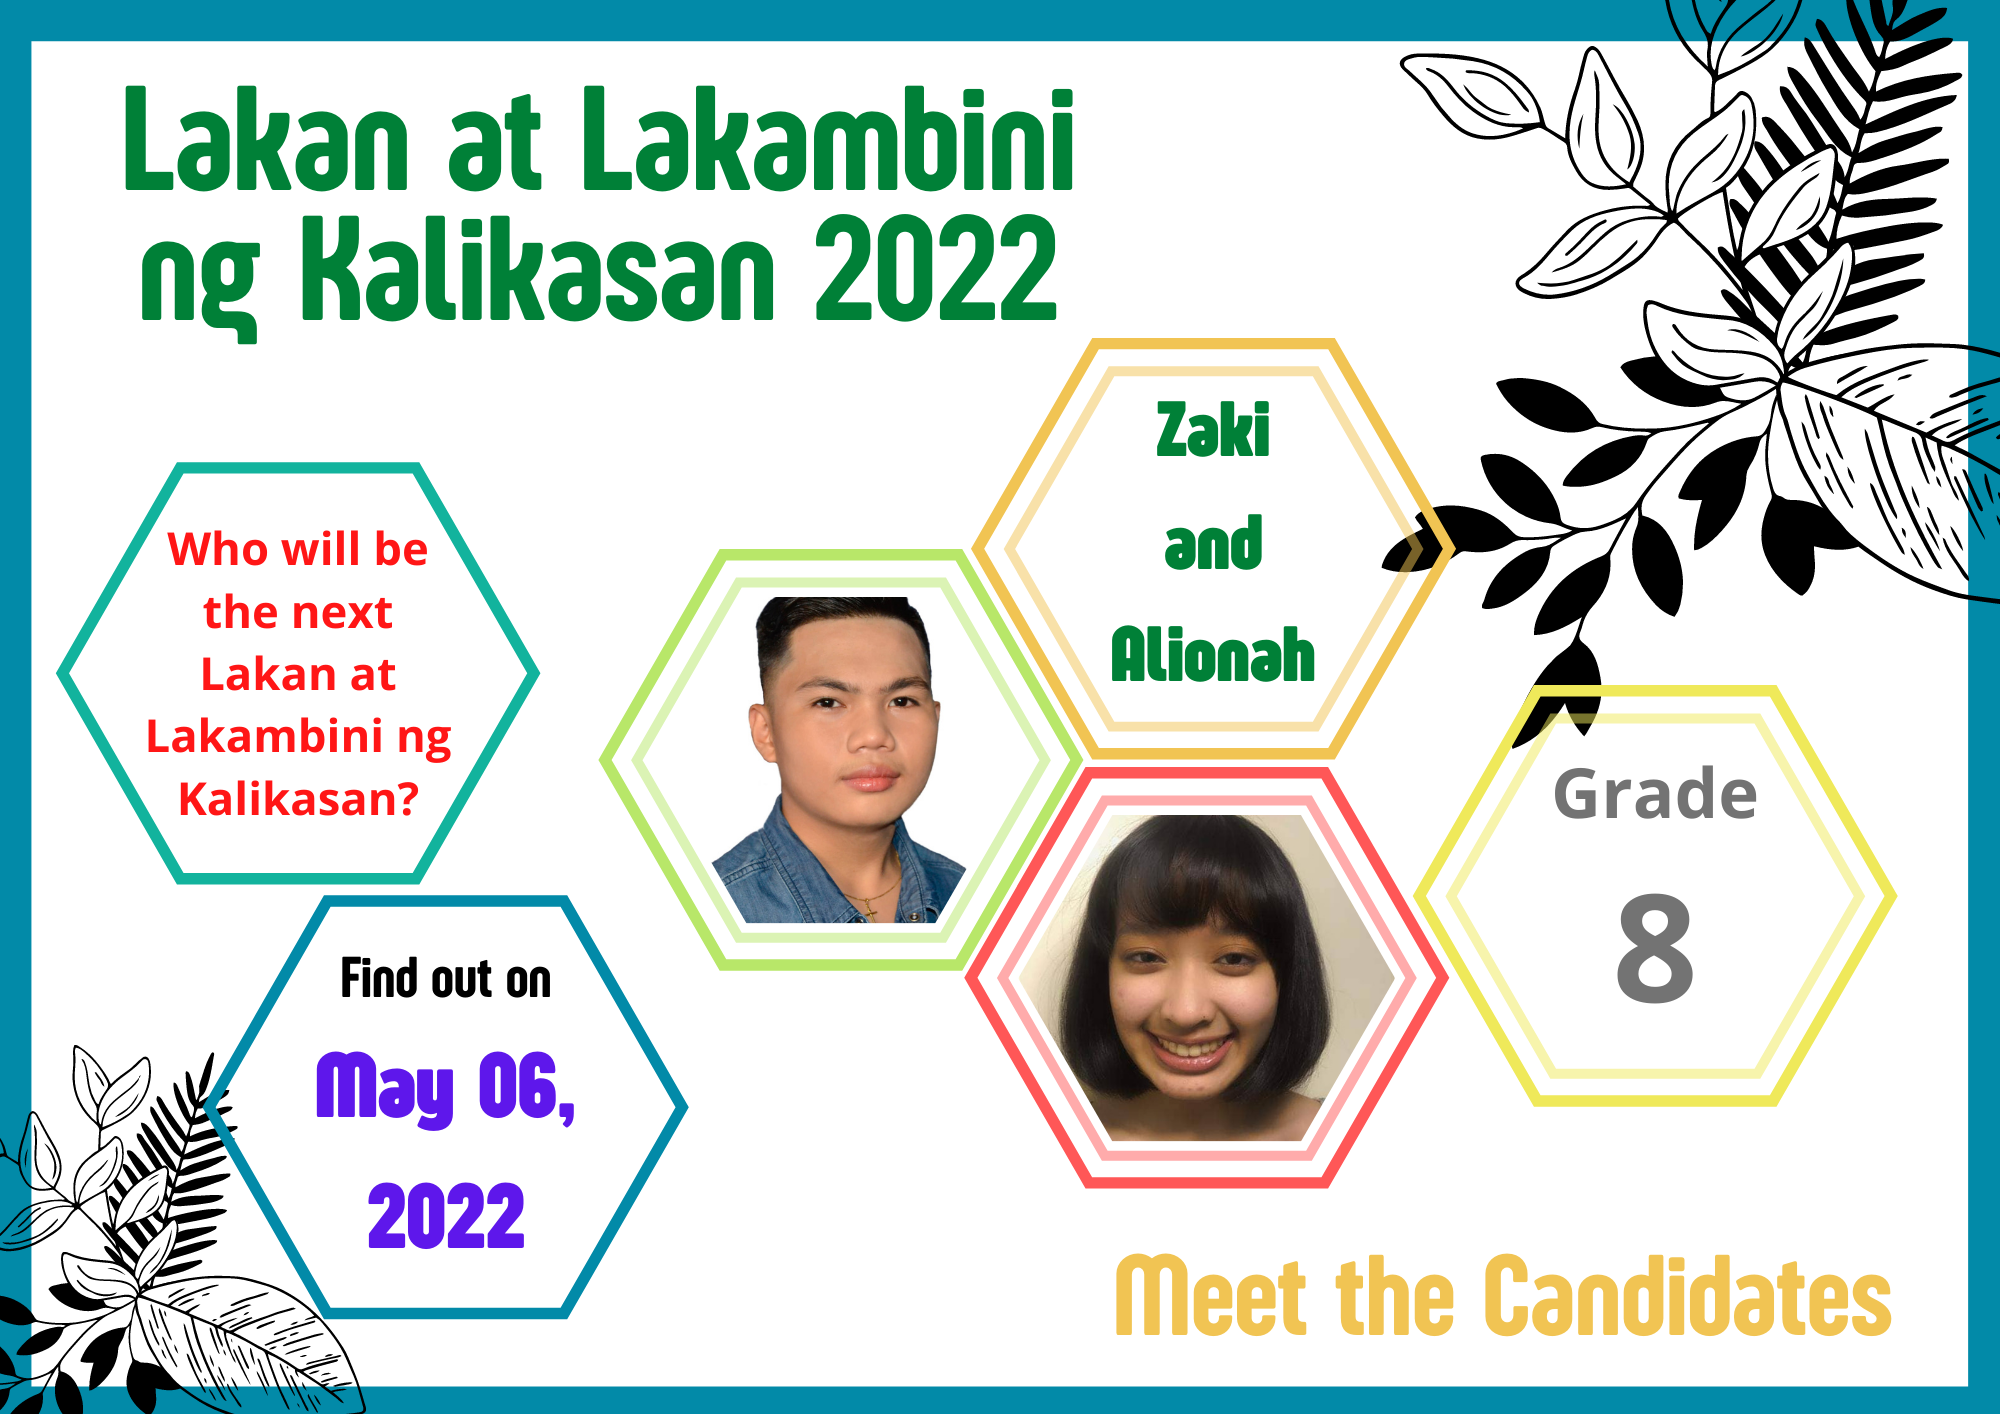 Lakan at Lakambini
ng Kalikasan 2022
Who will be
the next
Lakan at
Lakambini ng
Kalikasan?
Find out on
May 06,
2022
Zaki
and
Alionah
Grade
8
Meet the Candidates